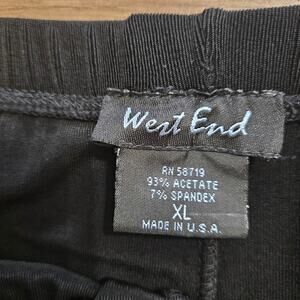 West End
RN 58719
93% ACETATE
7% SPANDEX
XL
MADE IN U.S.A.